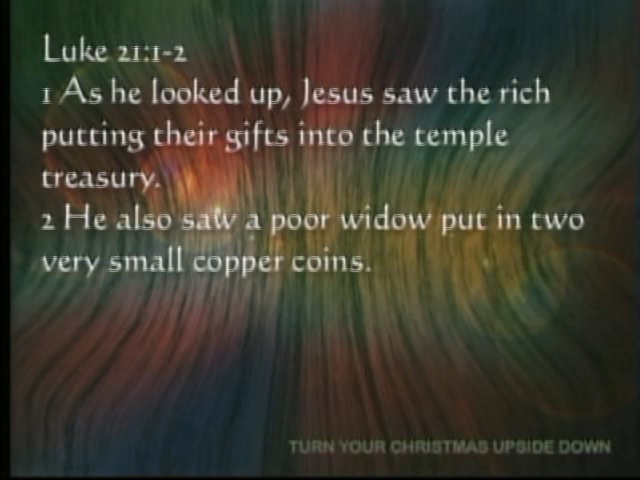 Luke 21:1-2
1 As he looked up, Jesus saw the rich
putting their gifts into the temple
treasury.
2 He also saw a poor widow put in two
very small copper coins.
TURN YOUR CHRISTMAS UPSIDE DOWN